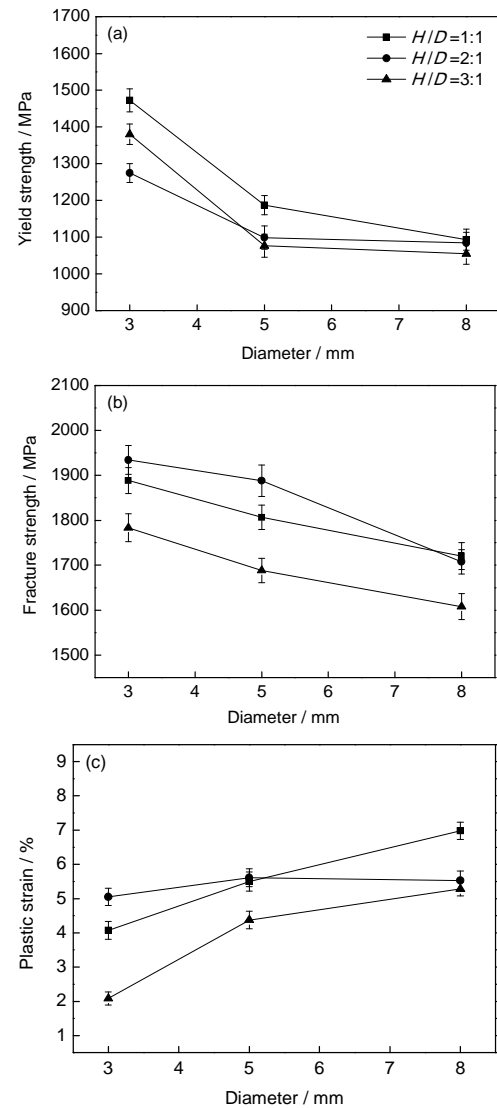 (a)
H/D=1:1
H/D=2:1
H/D=3:1
1700
1600
1500
1400
1300
1200
1100
1000
900
Yield strength / MPa
3 4 5 6 7 8
Diameter / mm
(b)
2100
2000
1900
1800
1700
1600
1500
Fracture strength / MPa
3 4 5 6 7 8
Diameter / mm
(c)
9
8
7
6
5
4
3
2
1
Plastic strain / %
3 4 5 6 7 8
Diameter / mm